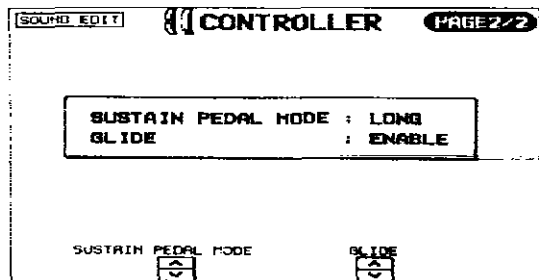 SOUND EDIT CONTROLLER PAGE2/2
SUSTAIN PEDAL MODE : LONG
GLIDE : ENABLE
SUSTAIN PEDAL MODE GLIDE